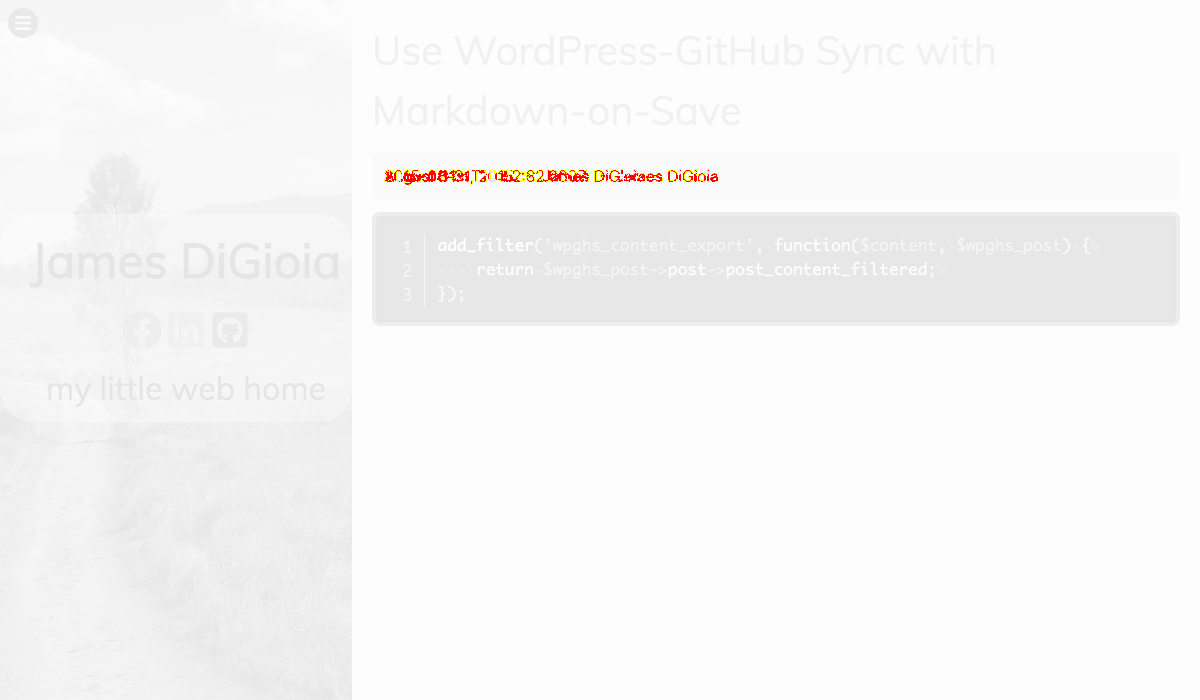 Use WordPress-GitHub Sync with
Markdown-on-Save
James DiGioia
1 add_filter('wpghs_content_export', function($content, $wpghs_post) {
2 return $wpghs_post->post->post_content_filtered;
3 });
James DiGioia
my little web home